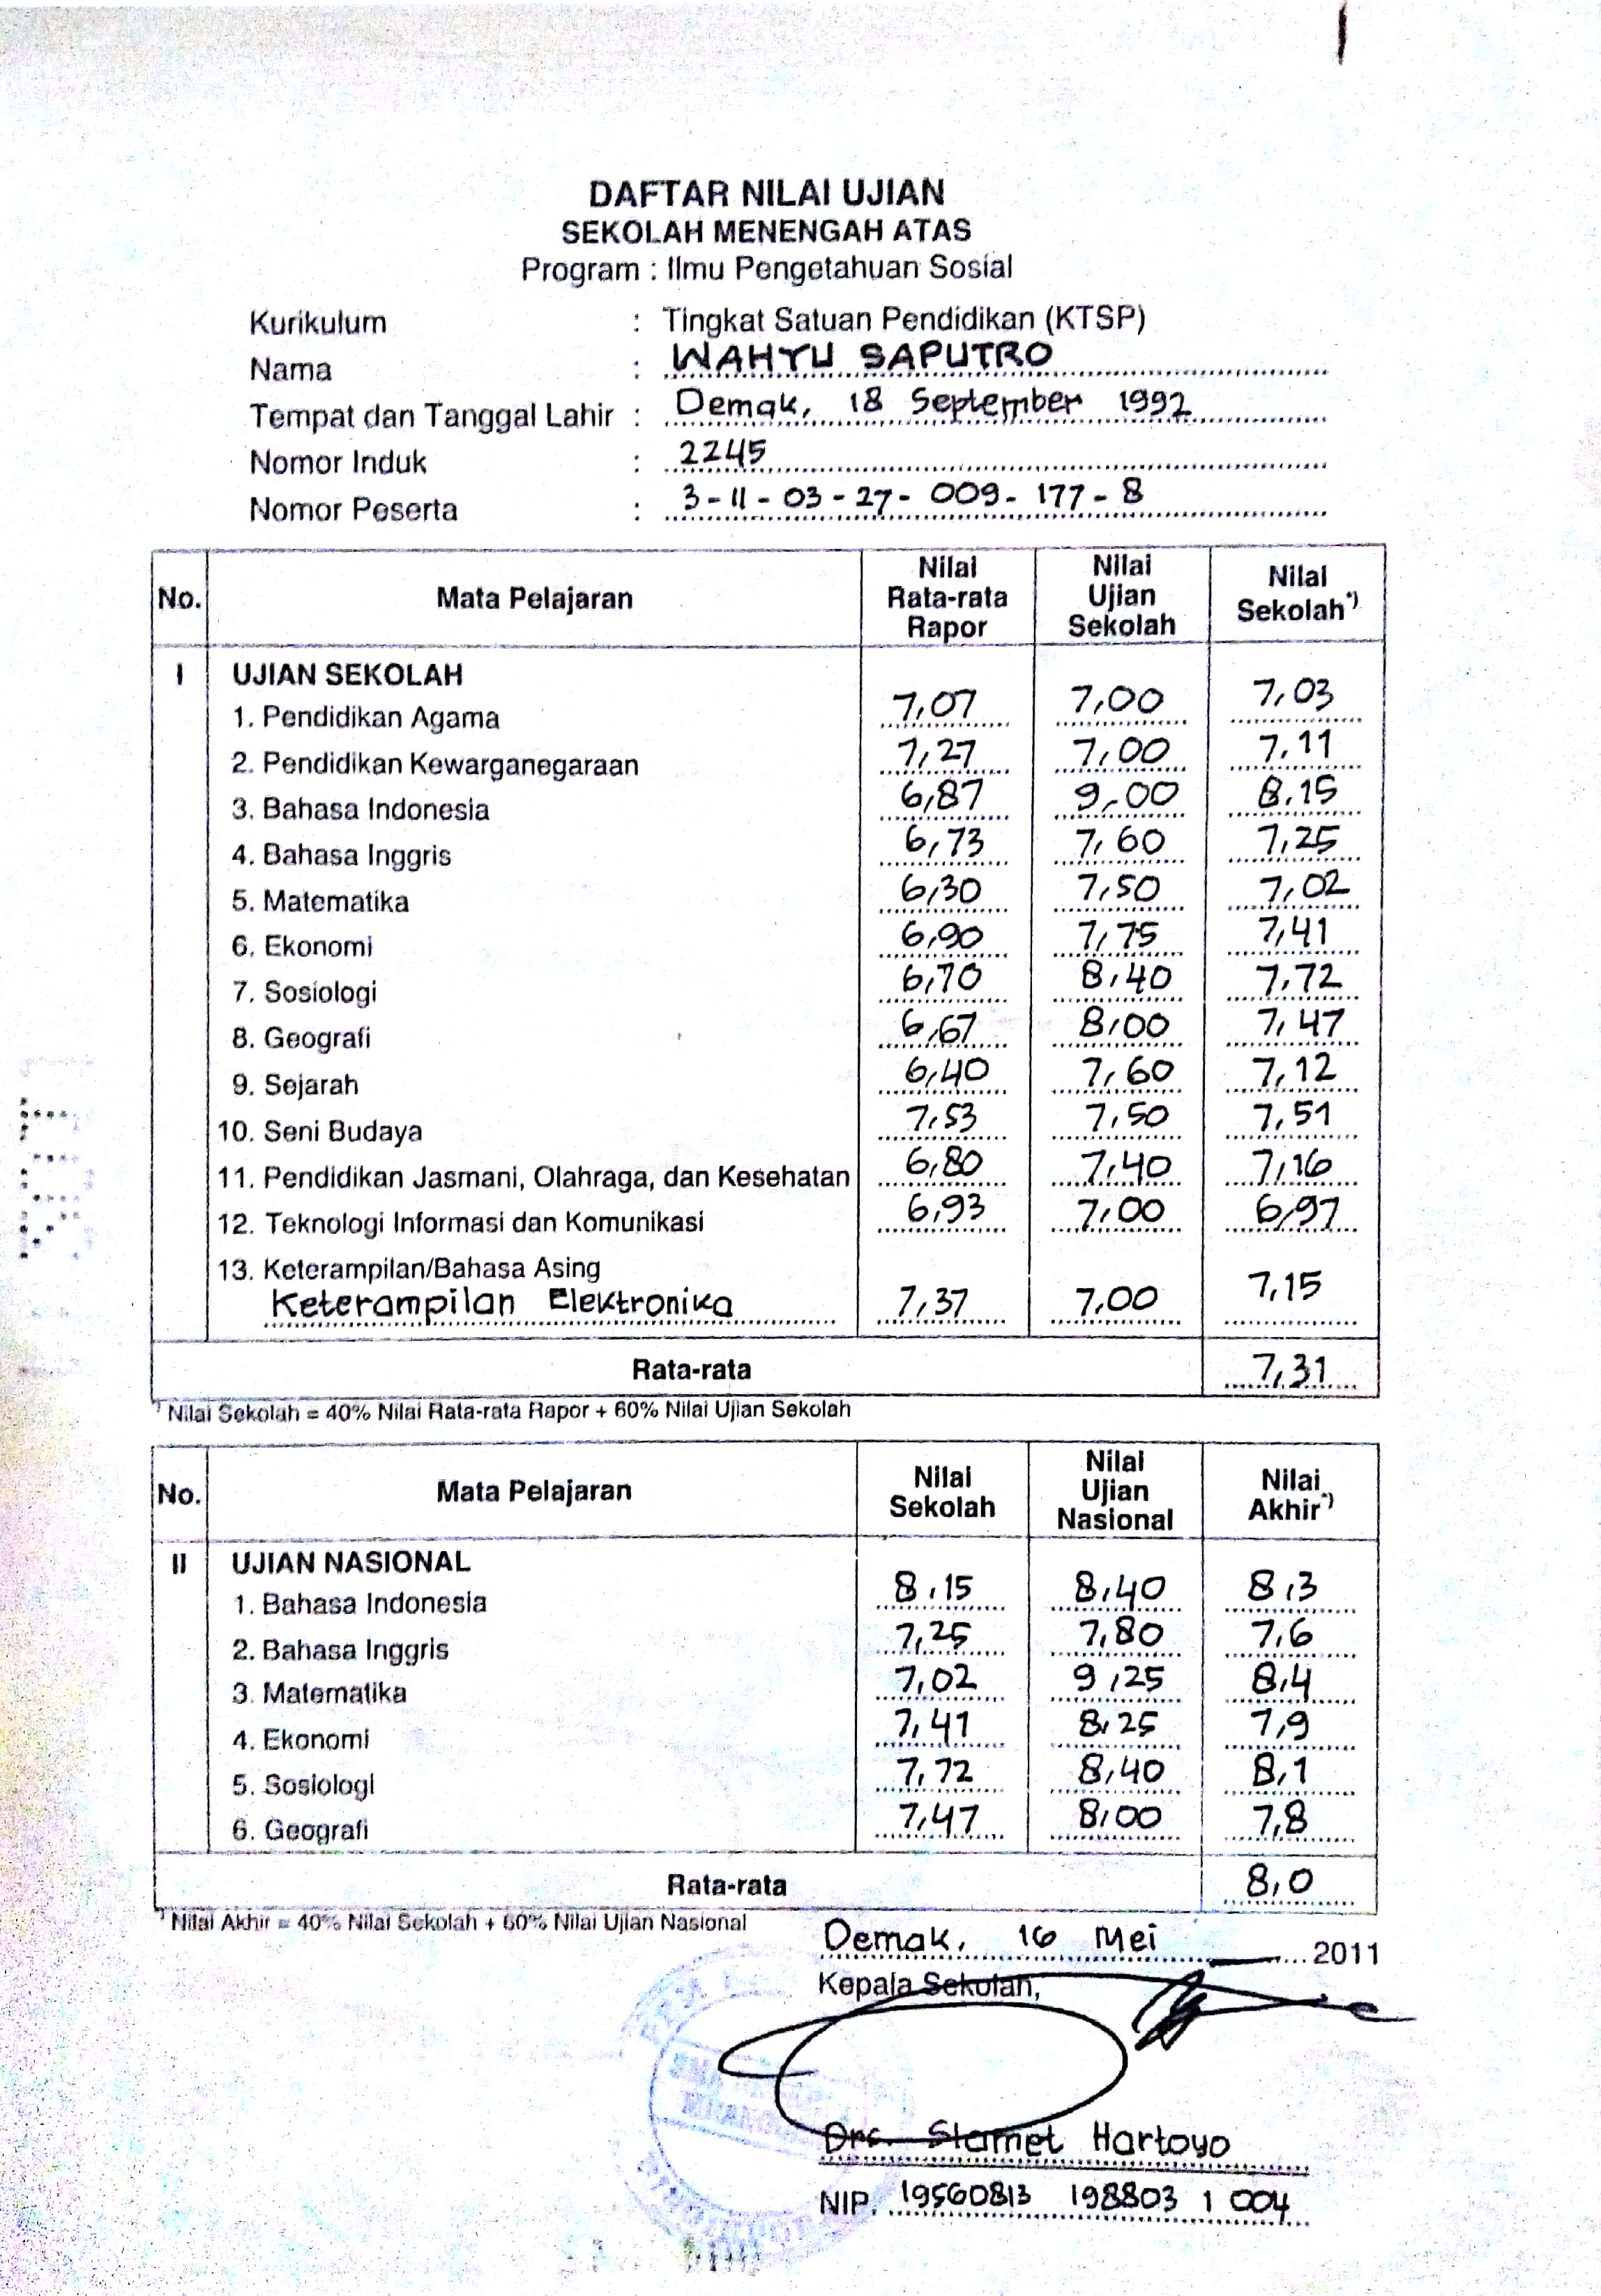 DAFTAR NILAI UJIAN
SEKOLAH MENENGAH ATAS
Program : Ilmu Pengetahuan Sosial
Kurikulum : Tingkat Satuan Pendidikan (KTSP)
Nama : WAHYU SAPUTRO
Tempat dan Tanggal Lahir : Demak, 18 September 1992
Nomor Induk : 2245
Nomor Peserta : 3-11-03-27-009-177-8
No. Mata Pelajaran Nilai Rata-rata Rapor Nilai Ujian Sekolah Nilai Sekolah*)
I UJIAN SEKOLAH
1. Pendidikan Agama 7,07 7,00 7,03
2. Pendidikan Kewarganegaraan 7,27 7,00 7,11
3. Bahasa Indonesia 6,87 9,00 8,15
4. Bahasa Inggris 6,73 7,60 7,25
5. Matematika 6,30 7,50 7,02
6. Ekonomi 6,90 7,75 7,41
7. Sosiologi 6,70 8,40 7,72
8. Geografi 6,67 8,00 7,47
9. Sejarah 6,40 7,60 7,12
10. Seni Budaya 7,53 7,50 7,51
11. Pendidikan Jasmani, Olahraga, dan Kesehatan 6,80 7,40 7,16
12. Teknologi Informasi dan Komunikasi 6,93 7,00 6,97
13. Keterampilan/Bahasa Asing
Keterampilan Elektronika 7,37 7,00 7,15
Rata-rata 7,31
*) Nilai Sekolah = 40% Nilai Rata-rata Rapor + 60% Nilai Ujian Sekolah
No. Mata Pelajaran Nilai Sekolah Nilai Ujian Nasional Nilai Akhir*)
II UJIAN NASIONAL
1. Bahasa Indonesia 8,15 8,40 8,3
2. Bahasa Inggris 7,25 7,80 7,6
3. Matematika 7,02 9,25 8,4
4. Ekonomi 7,41 8,25 7,9
5. Sosiologi 7,72 8,40 8,1
6. Geografi 7,47 8,00 7,8
Rata-rata 8,0
*) Nilai Akhir = 40% Nilai Sekolah + 60% Nilai Ujian Nasional
Demak, 16 Mei 2011
Kepala Sekolah,
Drs. Slamet Hartoyo
NIP. 19560813 198803 1 004